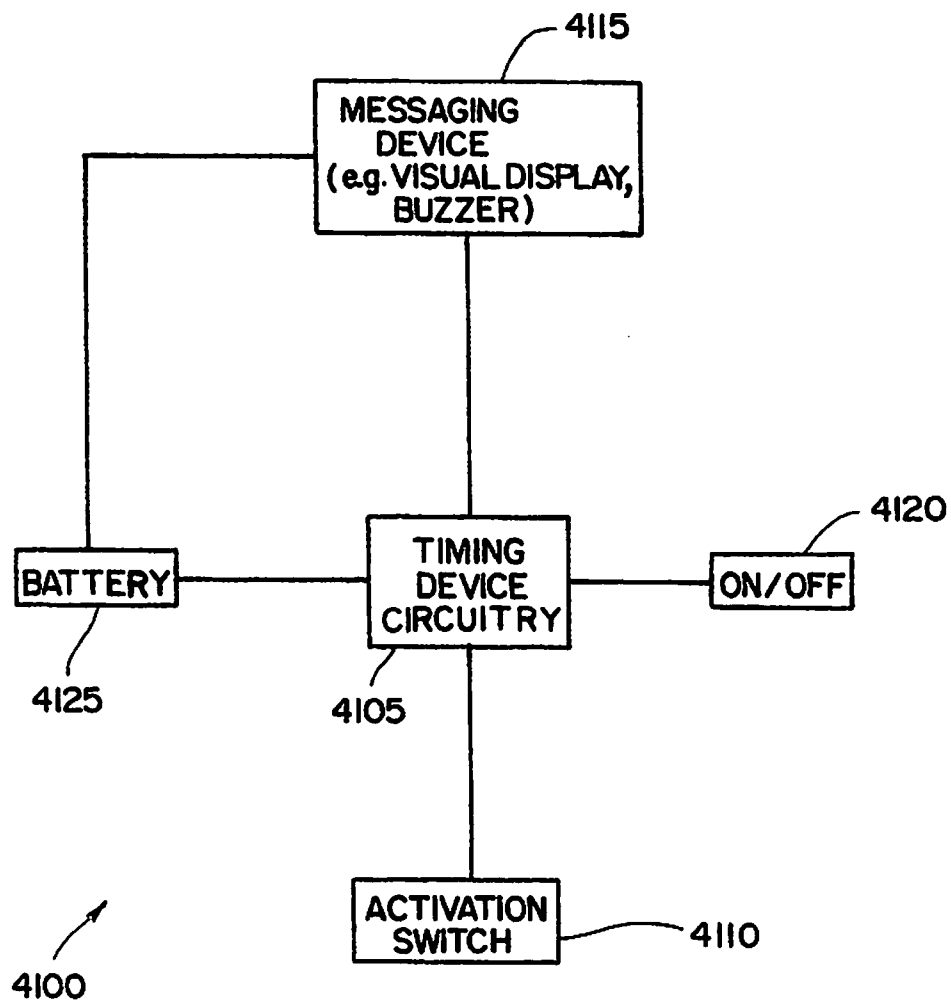 4115
MESSAGING
DEVICE
(e.g. VISUAL DISPLAY,
BUZZER)
4120
BATTERY
TIMING
DEVICE
CIRCUITRY
ON/OFF
4125
4105
ACTIVATION
SWITCH
4110
4100